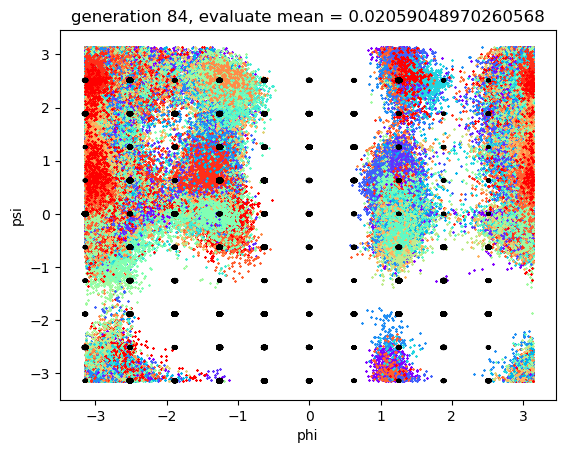 generation 84, evaluate mean = 0.02059048970260568
psi
3
2
1
0
−1
−2
−3
−3 −2 −1 0 1 2 3
phi